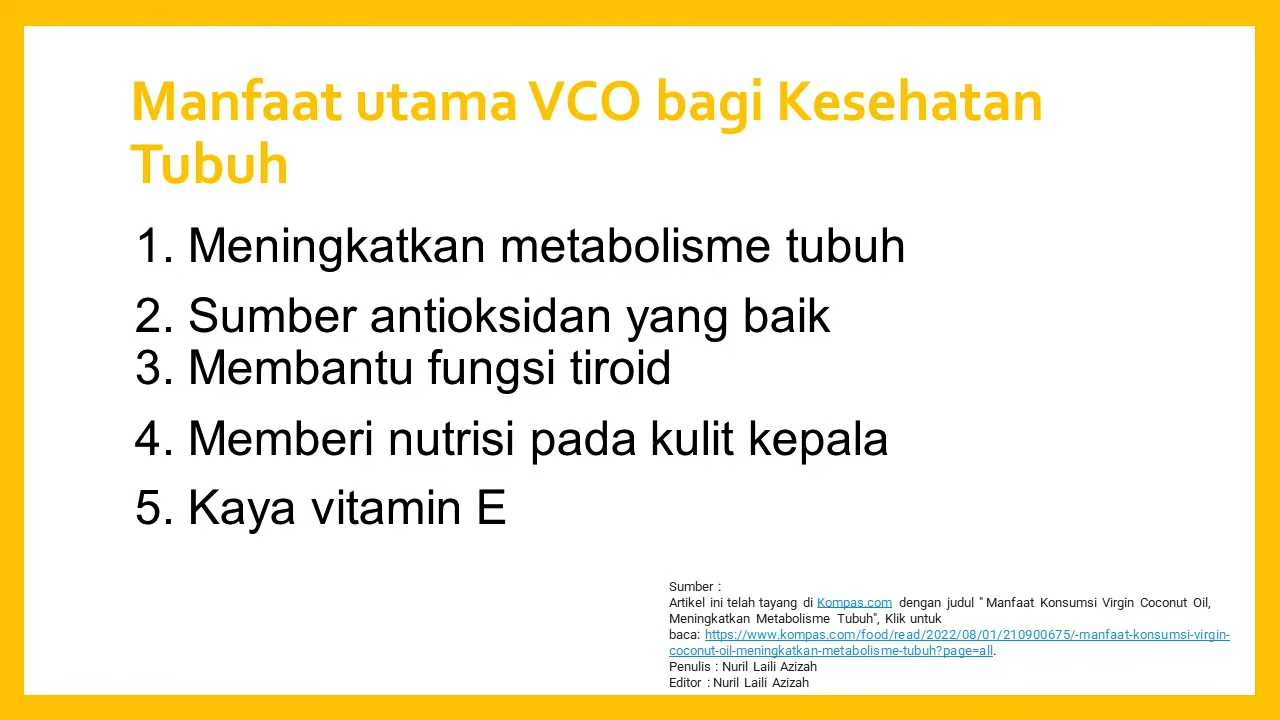 Manfaat utama VCO bagi Kesehatan
Tubuh
1. Meningkatkan metabolisme tubuh
2. Sumber antioksidan yang baik
3. Membantu fungsi tiroid
4. Memberi nutrisi pada kulit kepala
5. Kaya vitamin E
Sumber :
Artikel ini telah tayang di Kompas.com dengan judul "Manfaat Konsumsi Virgin Coconut Oil,
Meningkatkan Metabolisme Tubuh", Klik untuk
baca: https://www.kompas.com/food/read/2022/08/01/210900675/-manfaat-konsumsi-virgin-
coconut-oil-meningkatkan-metabolisme-tubuh?page=all.
Penulis : Nuril Laili Azizah
Editor : Nuril Laili Azizah